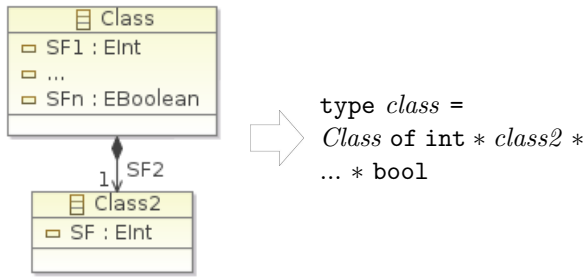 Class
SF1 : EInt
...
SFn : EBoolean
1 SF2
Class2
SF : EInt
type class =
Class of int * class2 *
... * bool